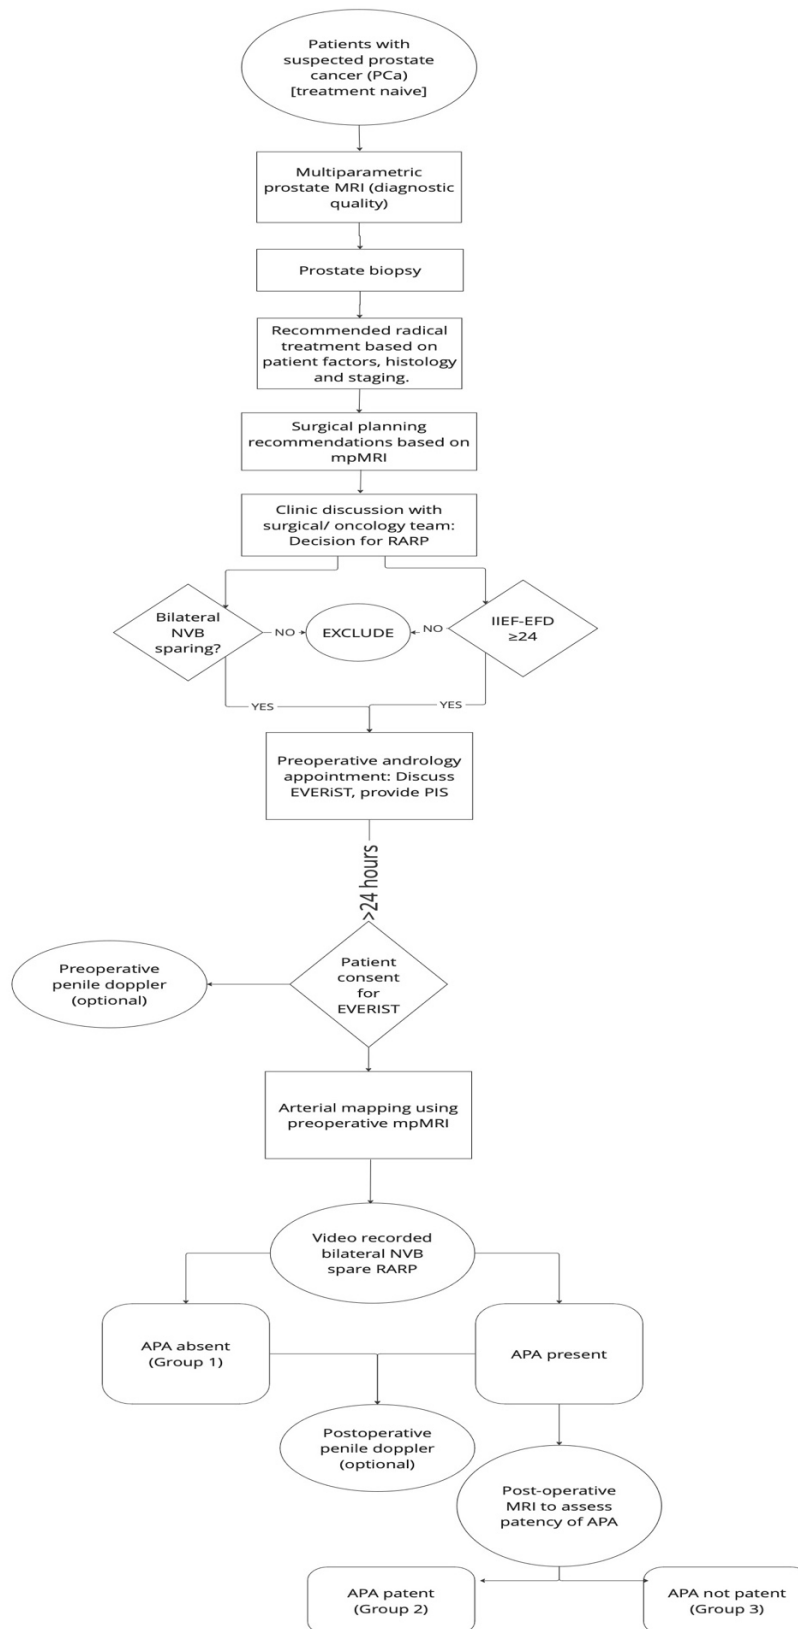 Patients with
suspected prostate
cancer (PCa)
[treatment naive]
Multiparametric
prostate MRI (diagnostic
quality)
Prostate biopsy
Recommended radical
treatment based on
patient factors, histology
and staging.
Surgical planning
recommendations based on
mpMRI
Clinic discussion with
surgical/ oncology team:
Decision for RARP
Bilateral
NVB
sparing?
NO
EXCLUDE
NO
IIEF-EFD
≥24
YES
YES
Preoperative andrology
appointment: Discuss
EVERiST, provide PIS
>24 hours
Patient
consent
for
EVERIST
Preoperative
penile doppler
(optional)
Arterial mapping using
preoperative mpMRI
Video recorded
bilateral NVB
spare RARP
APA absent
(Group 1)
APA present
Postoperative
penile doppler
(optional)
Post-operative
MRI to assess
patency of APA
APA patent
(Group 2)
APA not patent
(Group 3)